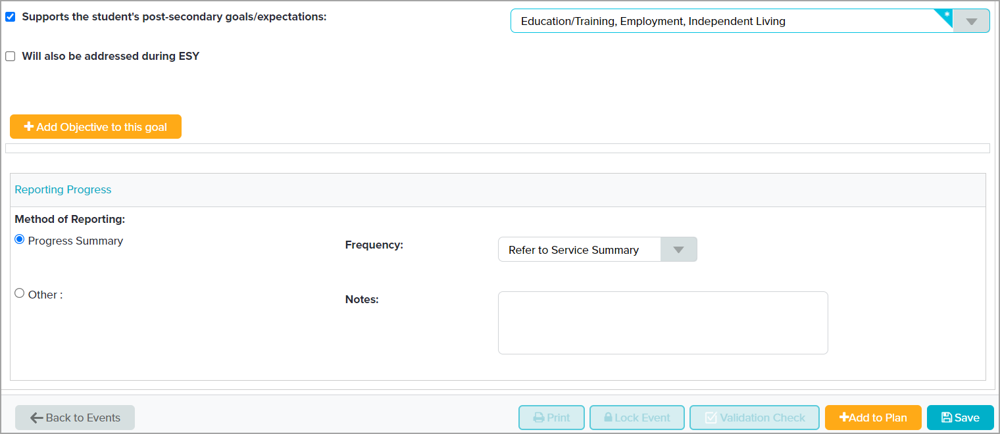 Supports the student's post-secondary goals/expectations:
Education/Training, Employment, Independent Living
*
Will also be addressed during ESY
+ Add Objective to this goal
Reporting Progress
Method of Reporting:
Progress Summary
Frequency:
Refer to Service Summary
Other :
Notes:
Back to Events
Print
Lock Event
Validation Check
+Add to Plan
Save